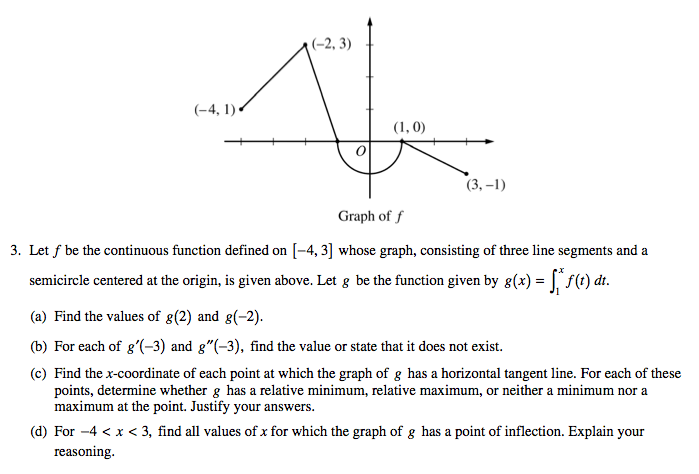 (−2, 3)
(−4, 1)
(1, 0)
O
(3, −1)
Graph of f
3. Let f be the continuous function defined on [−4, 3] whose graph, consisting of three line segments and a
semicircle centered at the origin, is given above. Let g be the function given by g(x) = ∫₁ˣ f(t) dt.
(a) Find the values of g(2) and g(−2).
(b) For each of g′(−3) and g″(−3), find the value or state that it does not exist.
(c) Find the x-coordinate of each point at which the graph of g has a horizontal tangent line. For each of these
points, determine whether g has a relative minimum, relative maximum, or neither a minimum nor a
maximum at the point. Justify your answers.
(d) For −4 < x < 3, find all values of x for which the graph of g has a point of inflection. Explain your
reasoning.